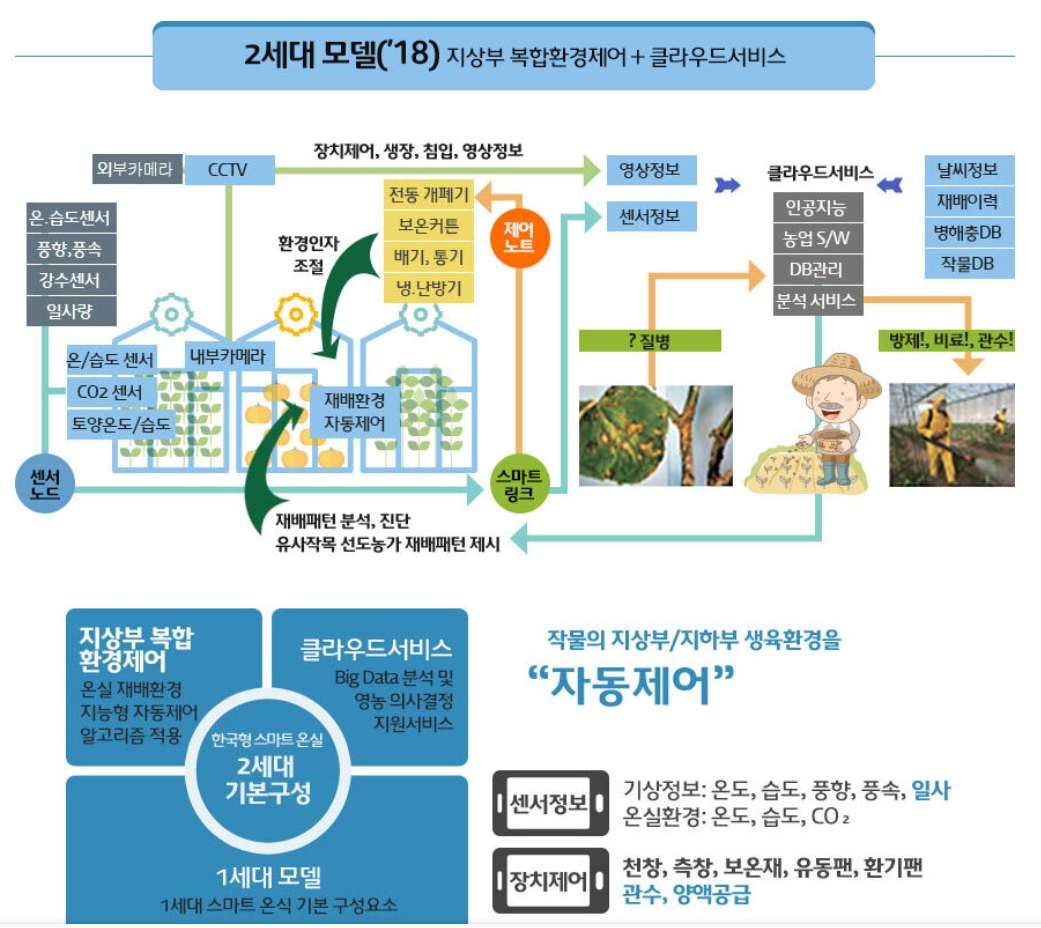 2세대 모델('18) 지상부 복합환경제어 + 클라우드서비스
장치제어, 생장, 침입, 영상정보
외부카메라
CCTV
영상정보
센서정보
클라우드서비스
인공지능
농업 S/W
DB관리
분석 서비스
날씨정보
재배이력
병해충DB
작물DB
온.습도센서
풍향,풍속
강수센서
일사량
전동 개폐기
보온커튼
배기, 통기
냉.난방기
제어
노트
환경인자
조절
온/습도 센서
CO2 센서
토양온도/습도
내부카메라
재배환경
자동제어
? 질병
방제!, 비료!, 관수!
센서
노드
스마트
링크
재배패턴 분석, 진단
유사작목 선도농가 재배패턴 제시
지상부 복합
환경제어
온실 재배환경
지능형 자동제어
알고리즘 적용
클라우드서비스
Big Data 분석 및
영농 의사결정
지원서비스
한국형 스마트 온실
2세대
기본구성
1세대 모델
1세대 스마트 온식 기본 구성요소
작물의 지상부/지하부 생육환경을
“자동제어”
센서정보
기상정보: 온도, 습도, 풍향, 풍속, 일사
온실환경: 온도, 습도, CO₂
장치제어
천창, 측창, 보온재, 유동팬, 환기팬
관수, 양액공급